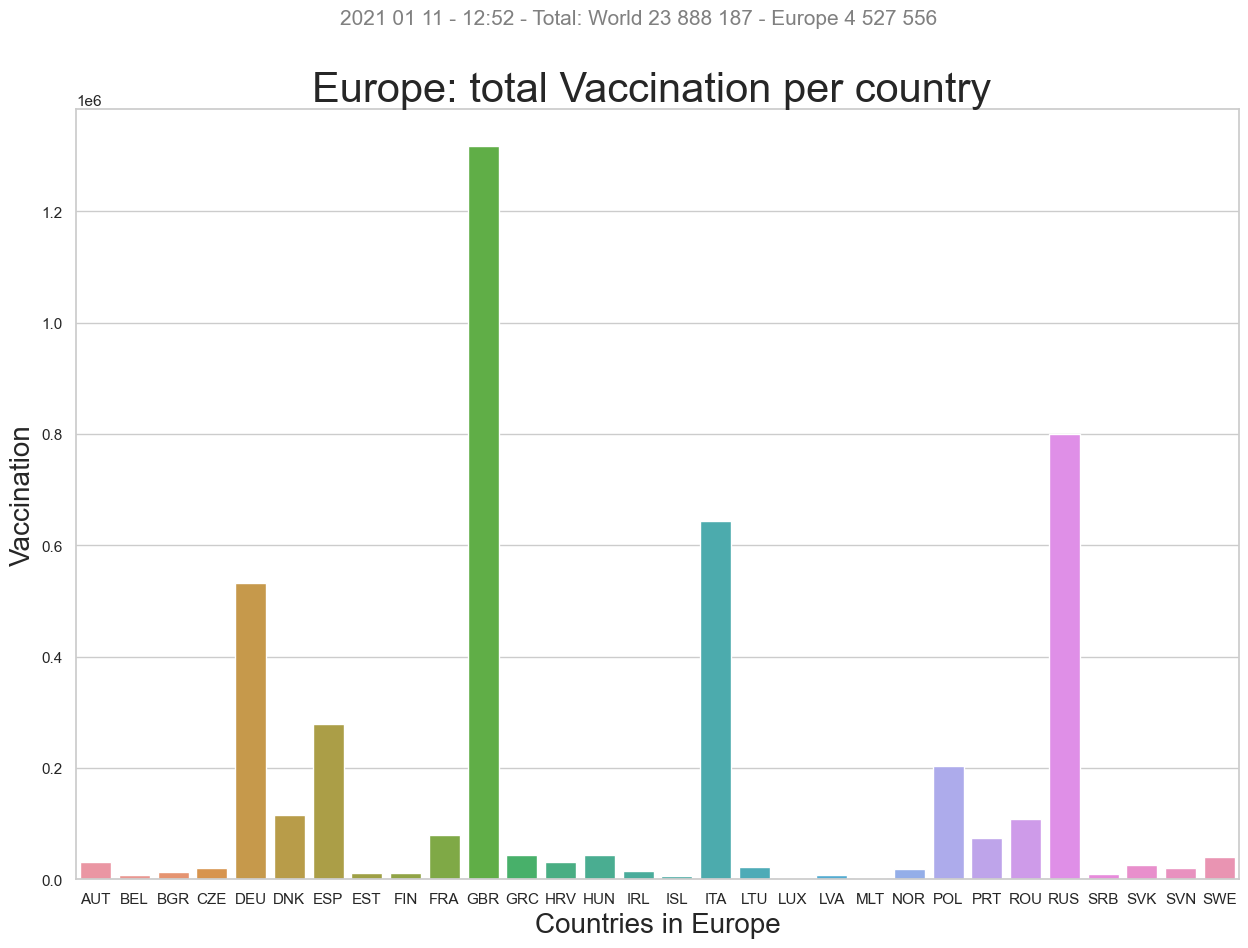 2021 01 11 - 12:52 - Total: World 23 888 187 - Europe 4 527 556
Europe: total Vaccination per country
1e6
1.2
1.0
0.8
0.6
0.4
0.2
0.0
Vaccination
AUT BEL BGR CZE DEU DNK ESP EST FIN FRA GBR GRC HRV HUN IRL ISL ITA LTU LUX LVA MLT NOR POL PRT ROU RUS SRB SVK SVN SWE
Countries in Europe